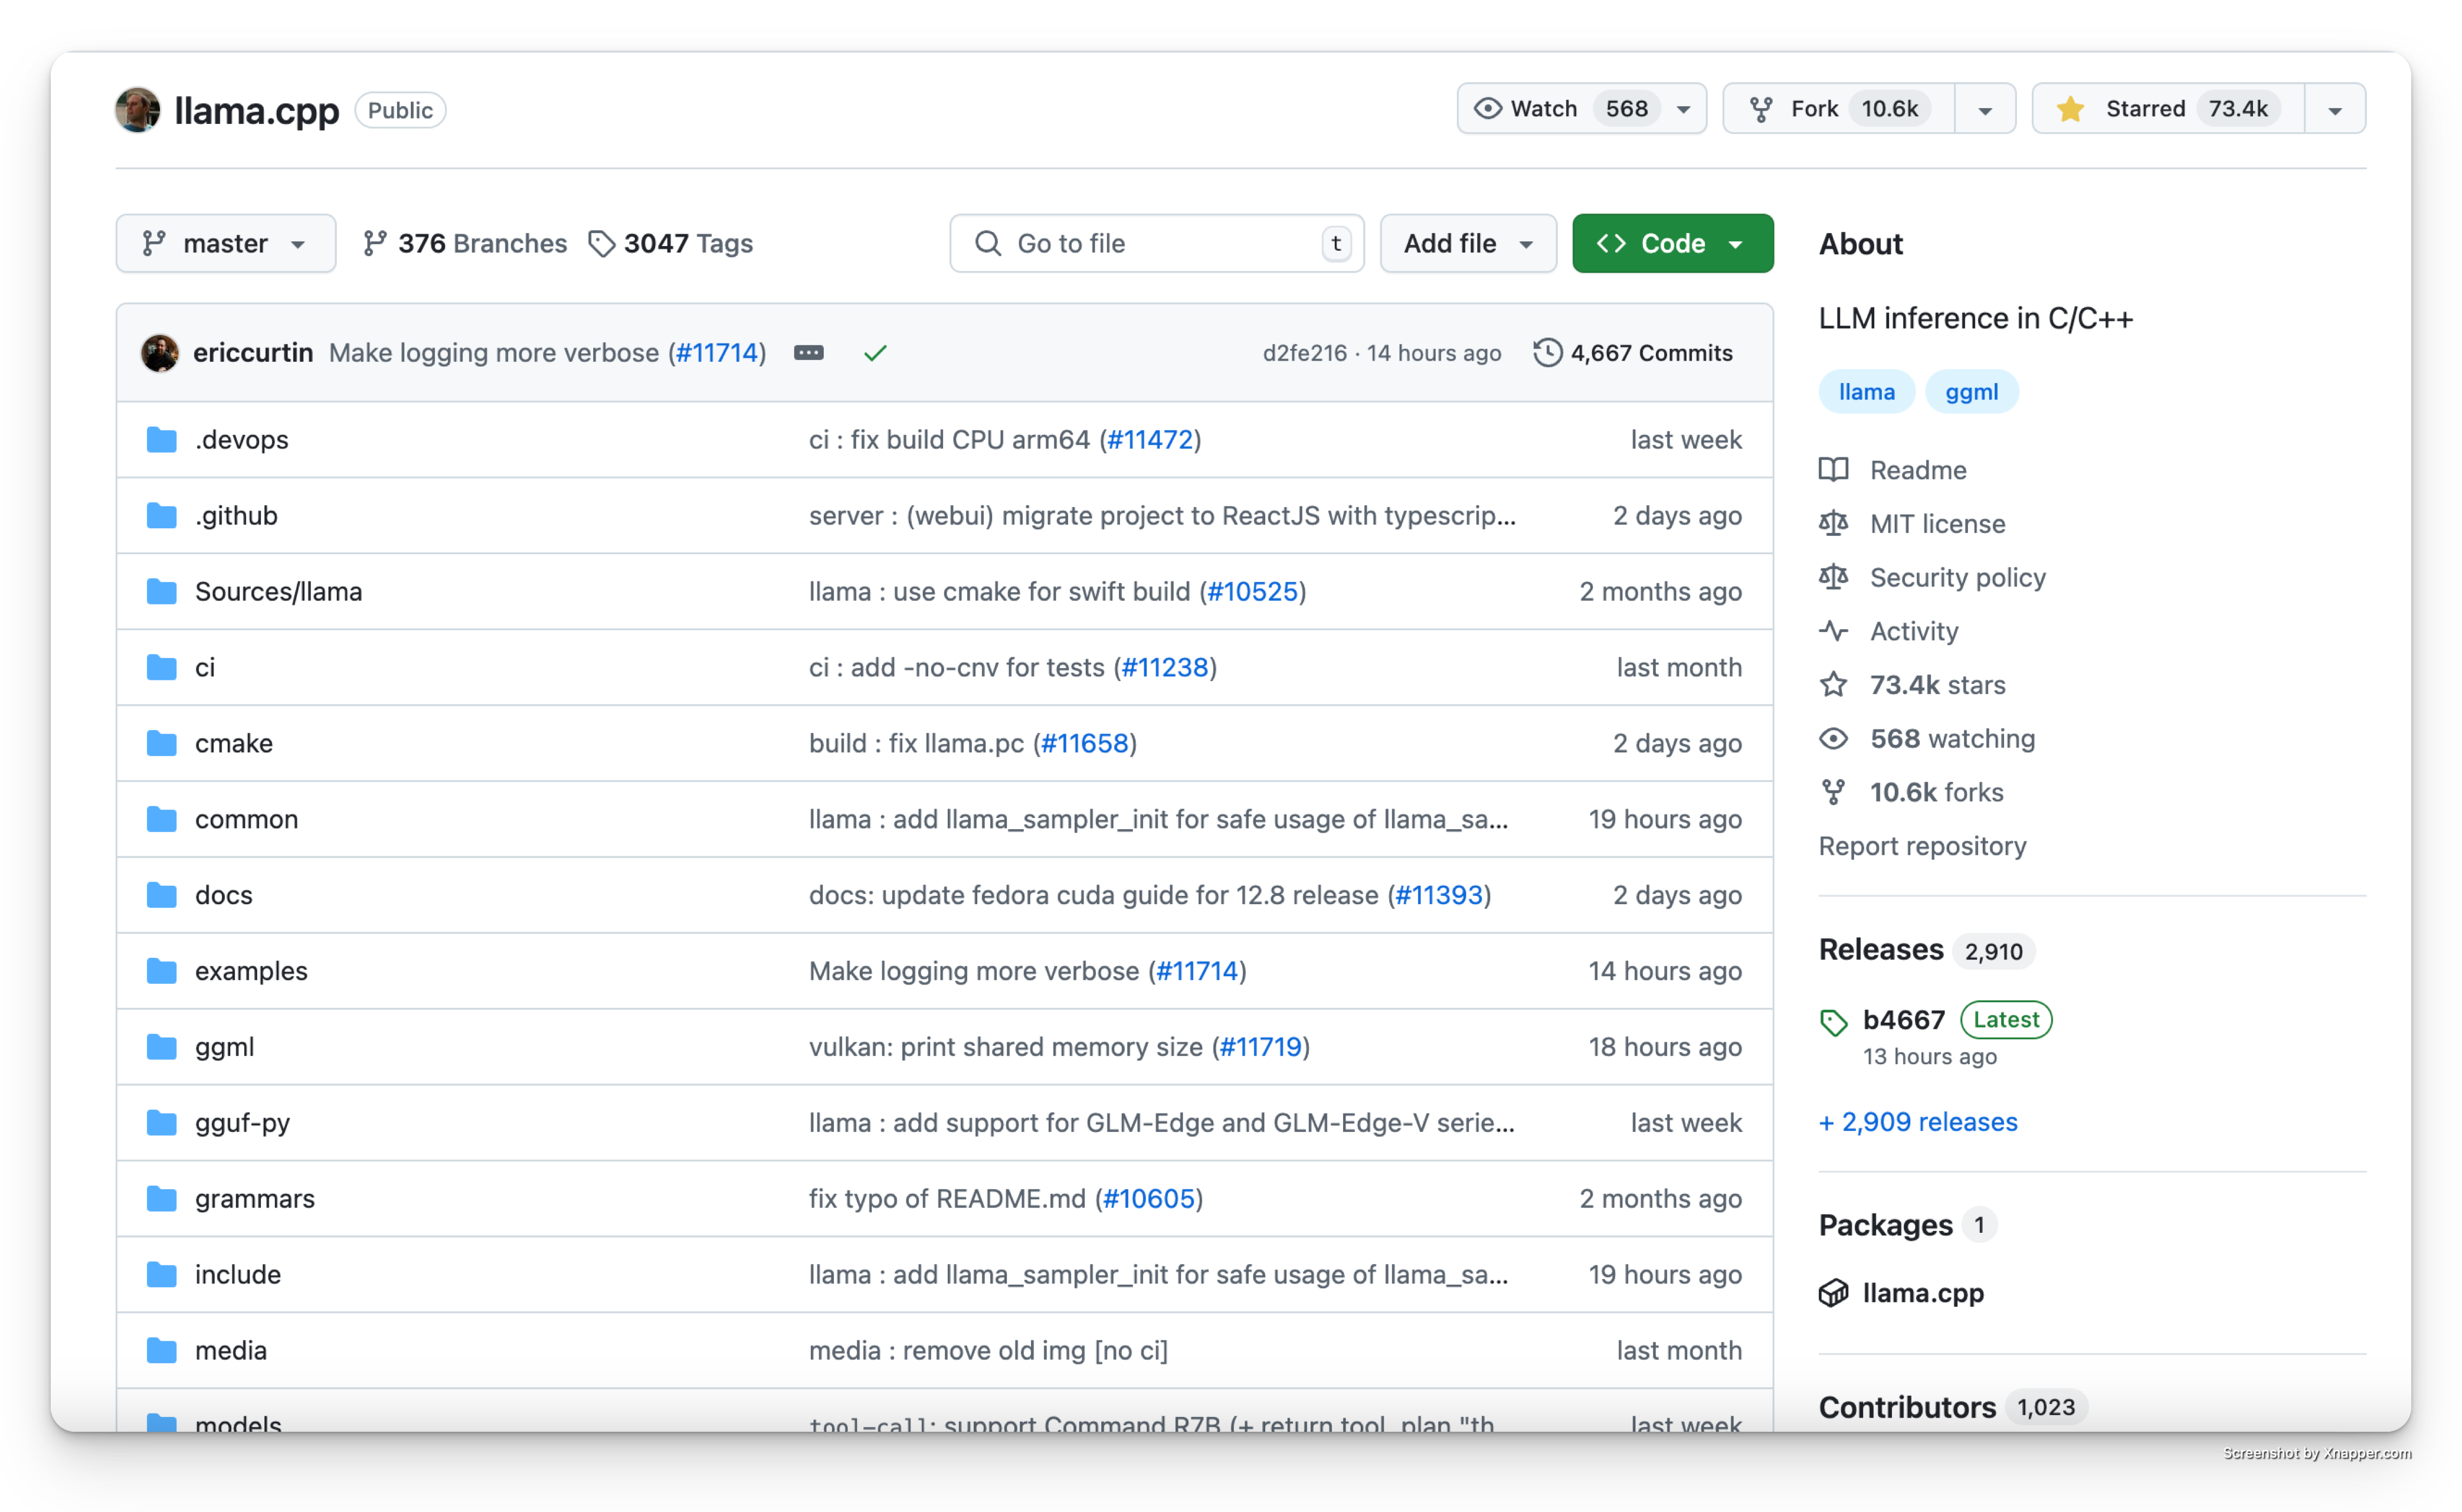 llama.cpp Public Watch 568 Fork 10.6k Starred 73.4k
master 376 Branches 3047 Tags Go to file t Add file Code
ericcurtin Make logging more verbose (#11714) d2fe216 · 14 hours ago 4,667 Commits
.devops ci : fix build CPU arm64 (#11472) last week
.github server : (webui) migrate project to ReactJS with typescrip... 2 days ago
Sources/llama llama : use cmake for swift build (#10525) 2 months ago
ci ci : add -no-cnv for tests (#11238) last month
cmake build : fix llama.pc (#11658) 2 days ago
common llama : add llama_sampler_init for safe usage of llama_sa... 19 hours ago
docs docs: update fedora cuda guide for 12.8 release (#11393) 2 days ago
examples Make logging more verbose (#11714) 14 hours ago
ggml vulkan: print shared memory size (#11719) 18 hours ago
gguf-py llama : add support for GLM-Edge and GLM-Edge-V serie... last week
grammars fix typo of README.md (#10605) 2 months ago
include llama : add llama_sampler_init for safe usage of llama_sa... 19 hours ago
media media : remove old img [no ci] last month
models tool-call: support Command R7B (+ return tool_plan "th last week
About
LLM inference in C/C++
llama ggml
Readme
MIT license
Security policy
Activity
73.4k stars
568 watching
10.6k forks
Report repository
Releases 2,910
b4667 Latest
13 hours ago
+ 2,909 releases
Packages 1
llama.cpp
Contributors 1,023
Screenshot by Xnapper.com